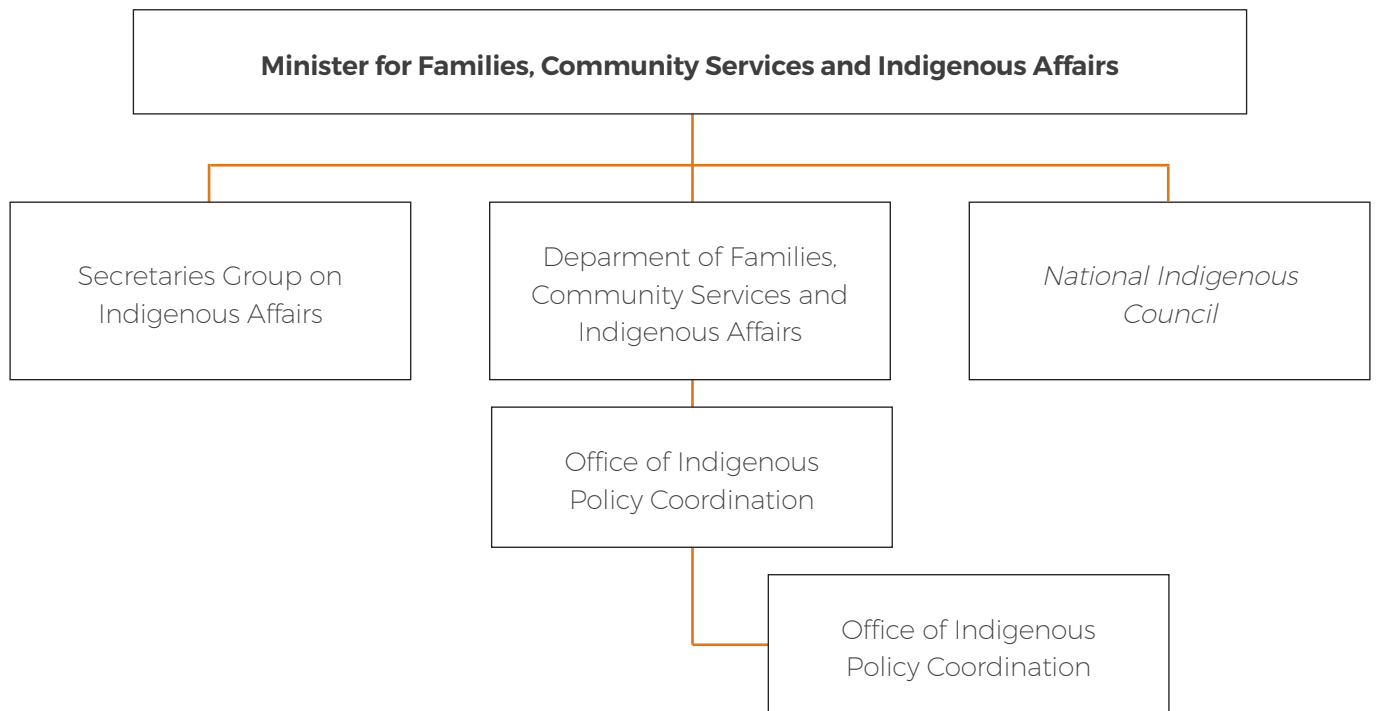 Minister for Families, Community Services and Indigenous Affairs
Secretaries Group on
Indigenous Affairs
Deparment of Families,
Community Services and
Indigenous Affairs
National Indigenous
Council
Office of Indigenous
Policy Coordination
Office of Indigenous
Policy Coordination